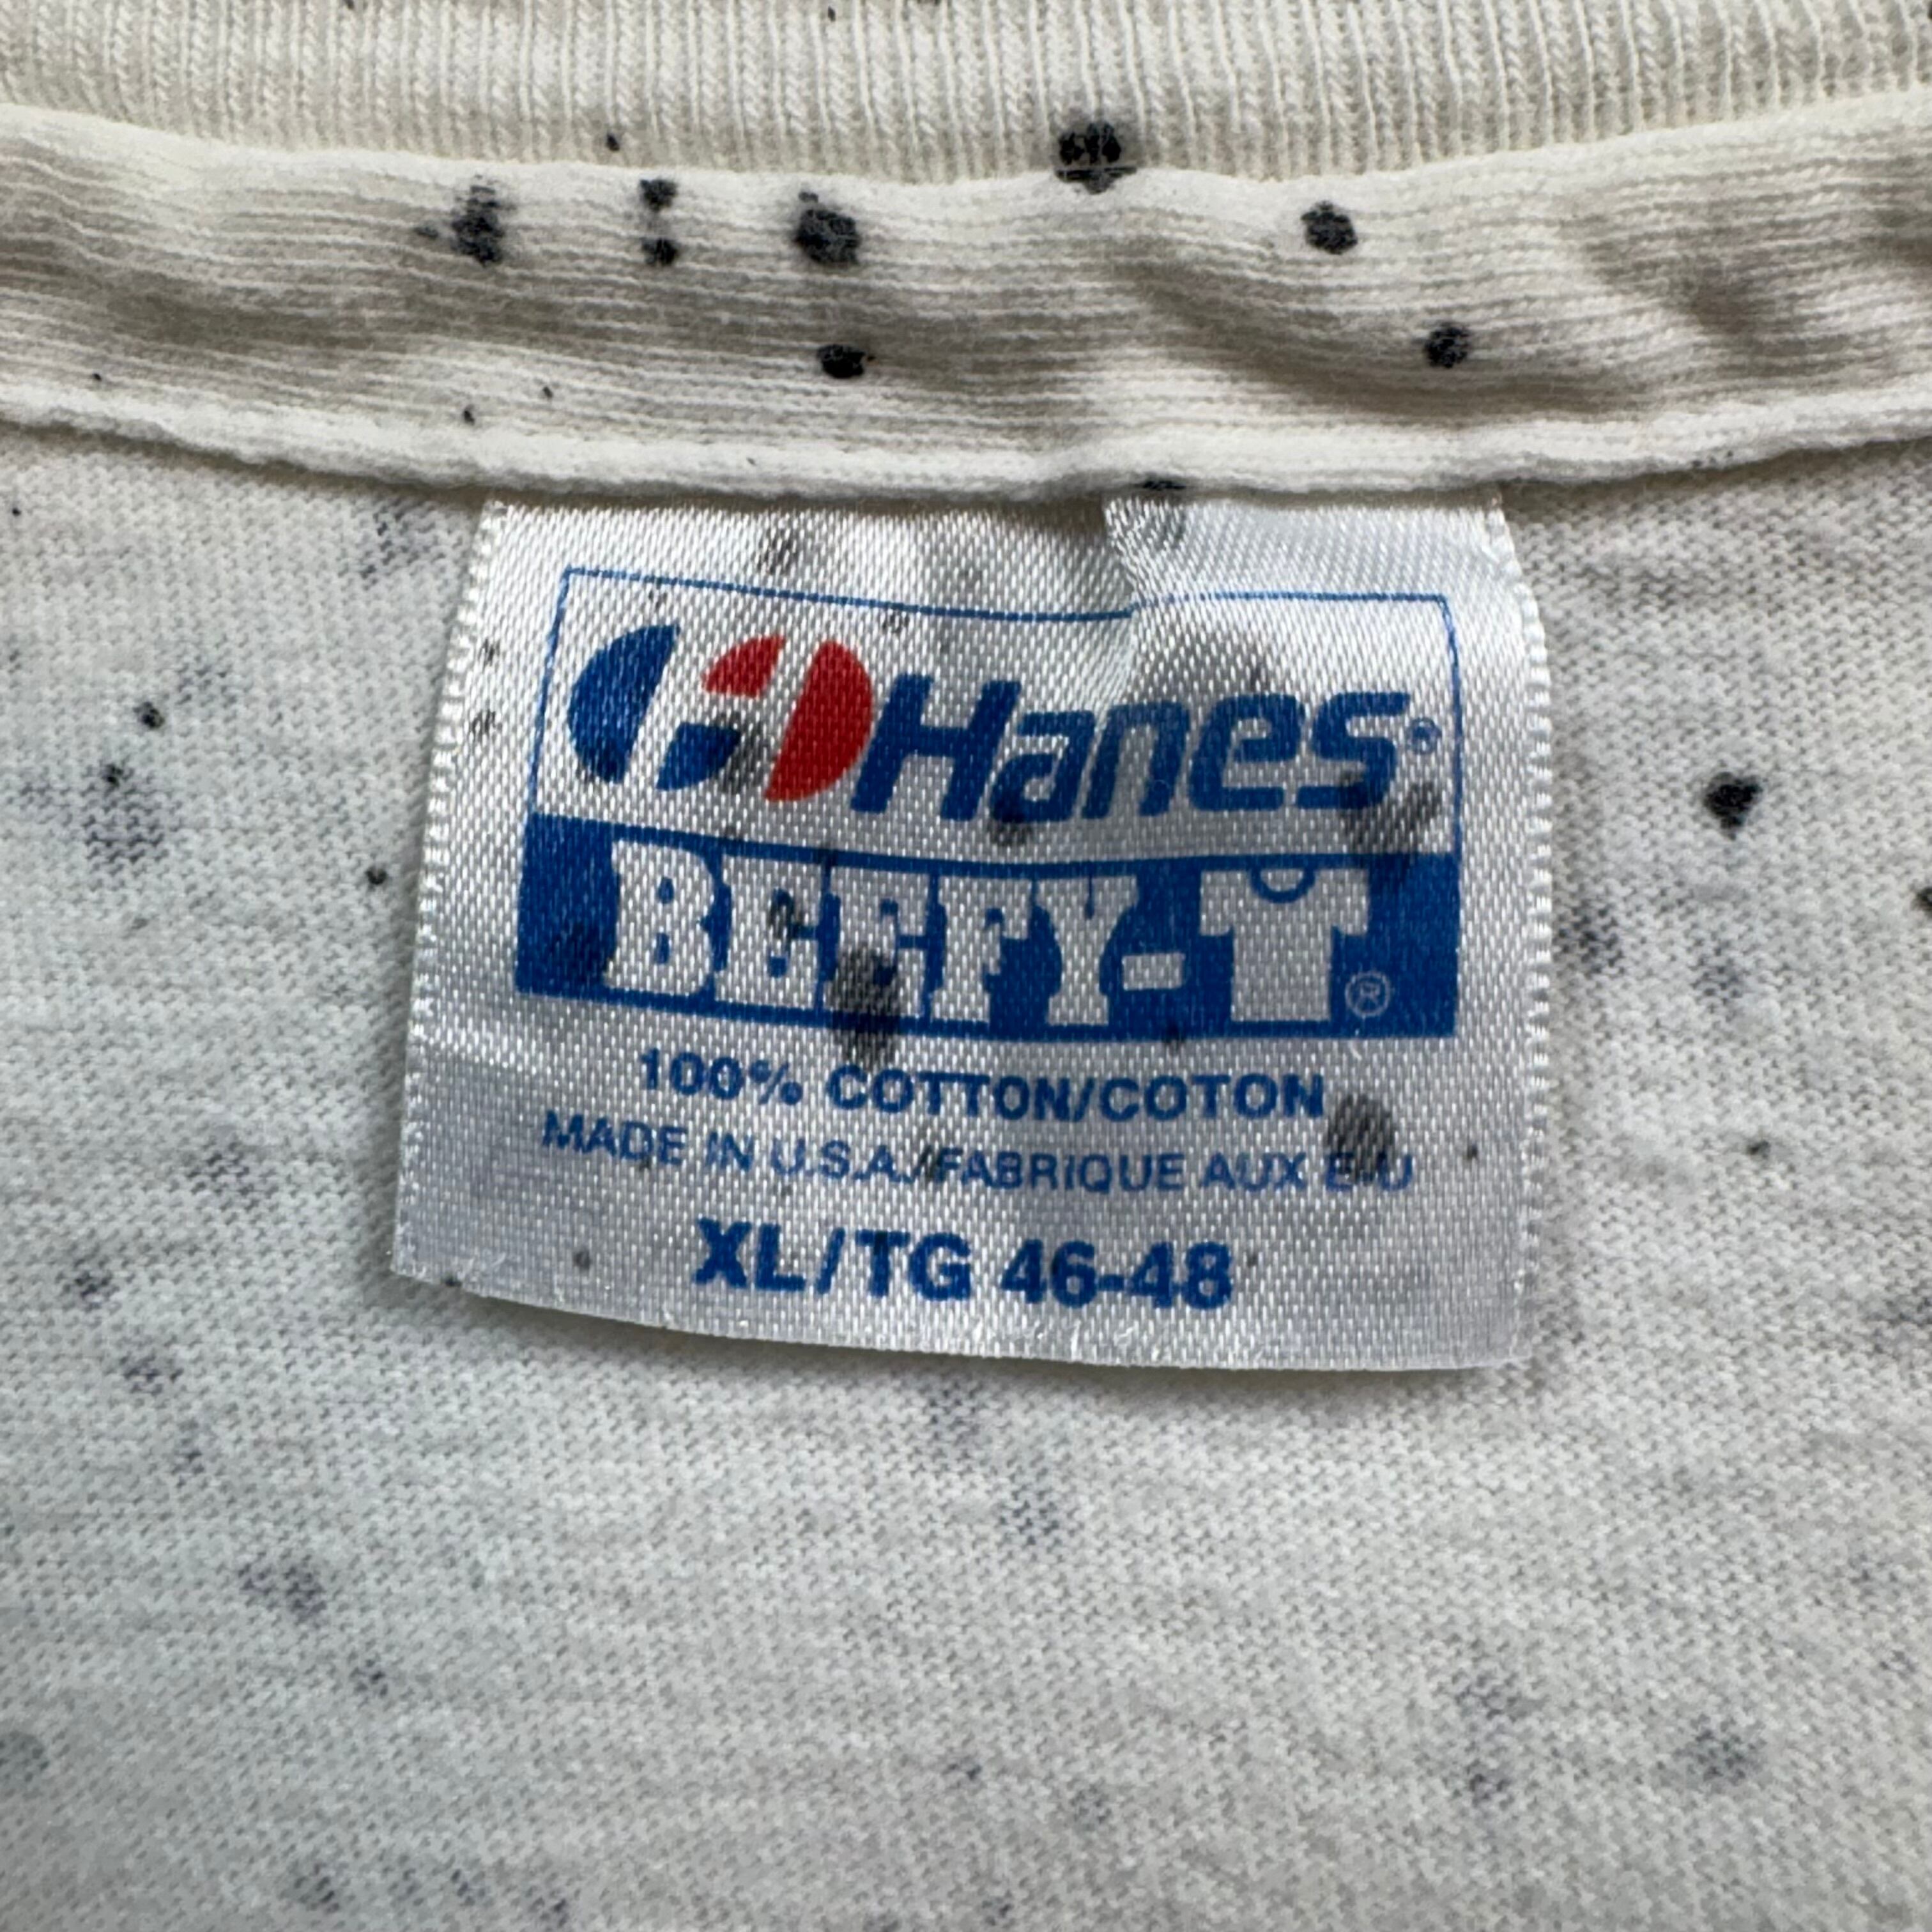 Hanes®
BEEFY-T®
100% COTTON/COTON
MADE IN U.S.A./FABRIQUE AUX E-U
XL/TG 46-48